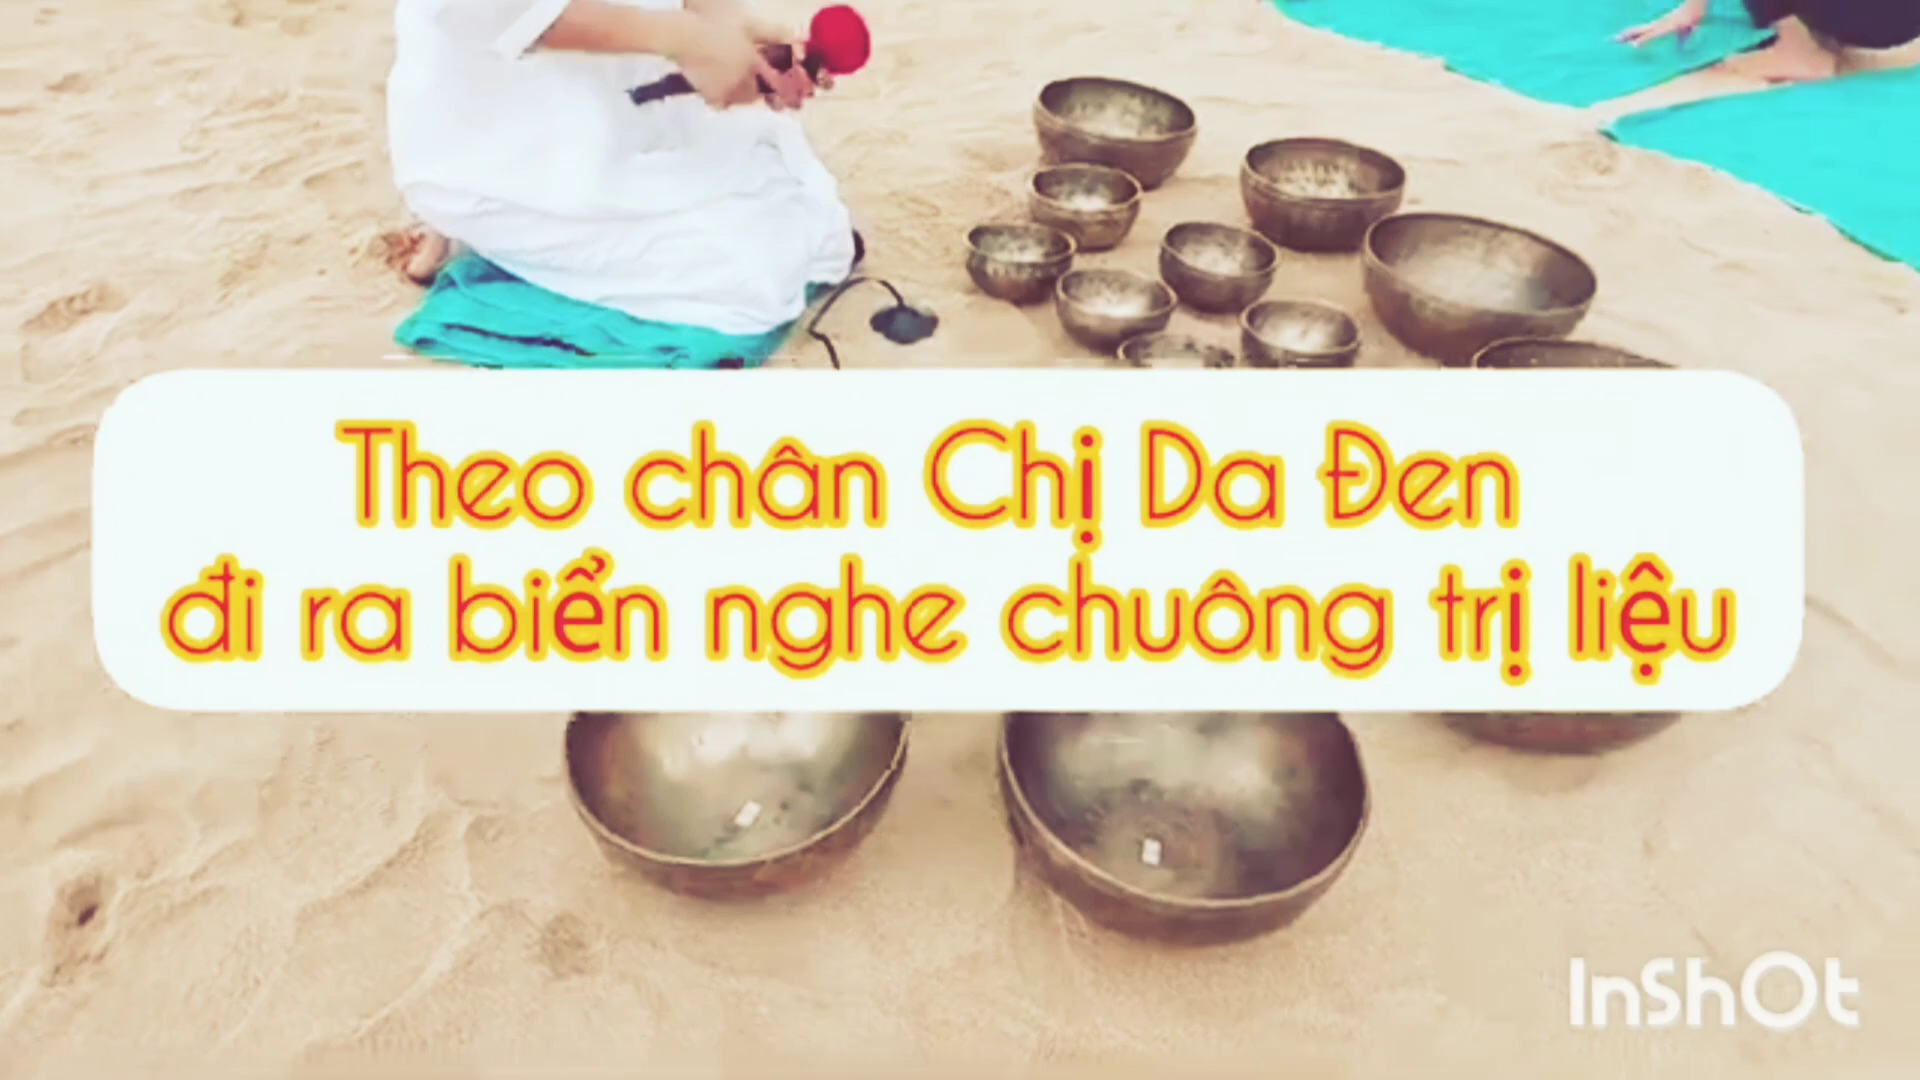 Theo chân Chị Da Đen
đi ra biển nghe chuông trị liệu
InShOt